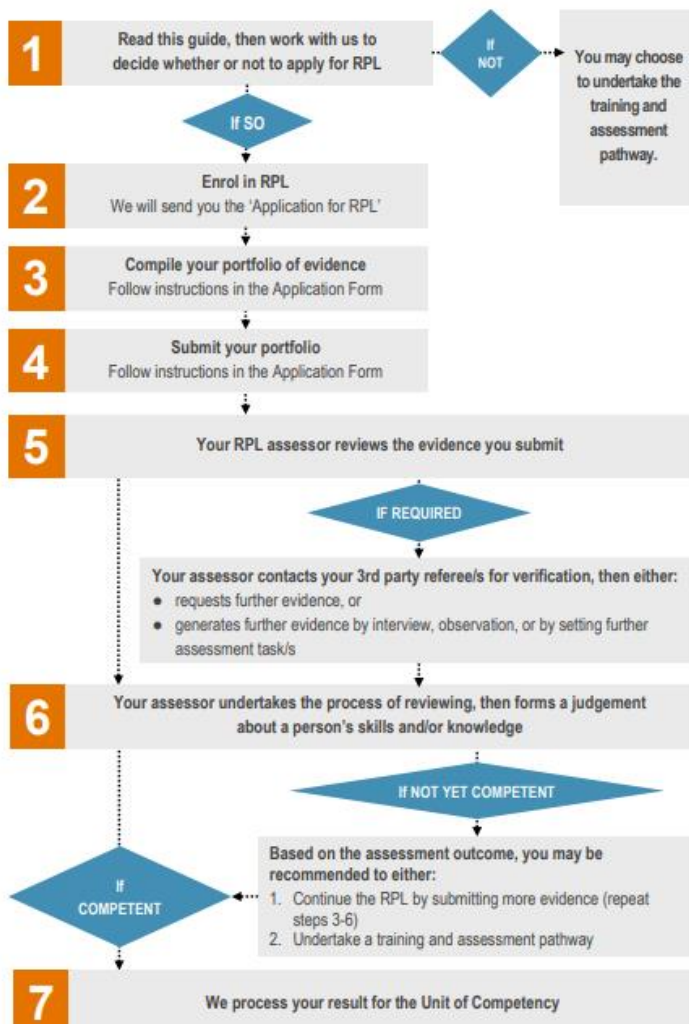 1
Read this guide, then work with us to
decide whether or not to apply for RPL
If
NOT
You may choose
to undertake the
training and
assessment
pathway.
If SO
2
Enrol in RPL
We will send you the ‘Application for RPL’
3
Compile your portfolio of evidence
Follow instructions in the Application Form
4
Submit your portfolio
Follow instructions in the Application Form
5
Your RPL assessor reviews the evidence you submit
IF REQUIRED
Your assessor contacts your 3rd party referee/s for verification, then either:
● requests further evidence, or
● generates further evidence by interview, observation, or by setting further
assessment task/s
6
Your assessor undertakes the process of reviewing, then forms a judgement
about a person’s skills and/or knowledge
If NOT YET COMPETENT
Based on the assessment outcome, you may be
recommended to either:
1. Continue the RPL by submitting more evidence (repeat
steps 3-6)
2. Undertake a training and assessment pathway
If
COMPETENT
7
We process your result for the Unit of Competency